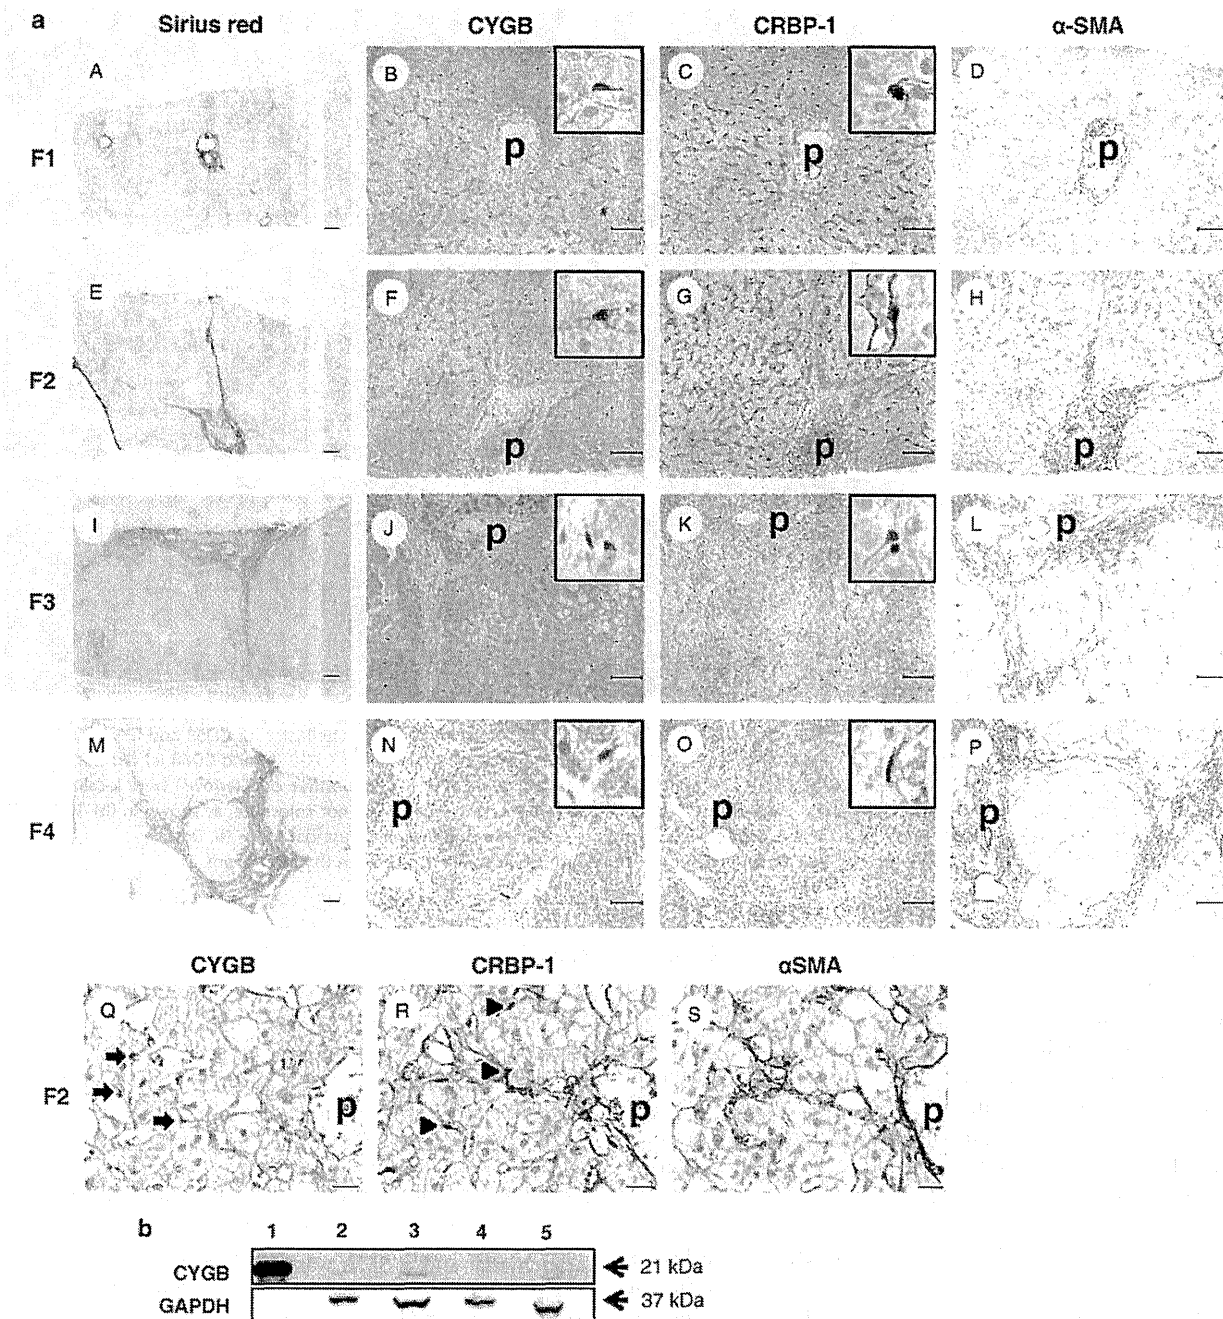 a
Sirius red CYGB CRBP-1 α-SMA
F1
A B C D
p p p
F2
E F G H
p p p
F3
I J K L
p p p
F4
M N O P
p p p
CYGB CRBP-1 αSMA
F2
Q R S
p p p
b
1 2 3 4 5
CYGB 21 kDa
GAPDH 37 kDa